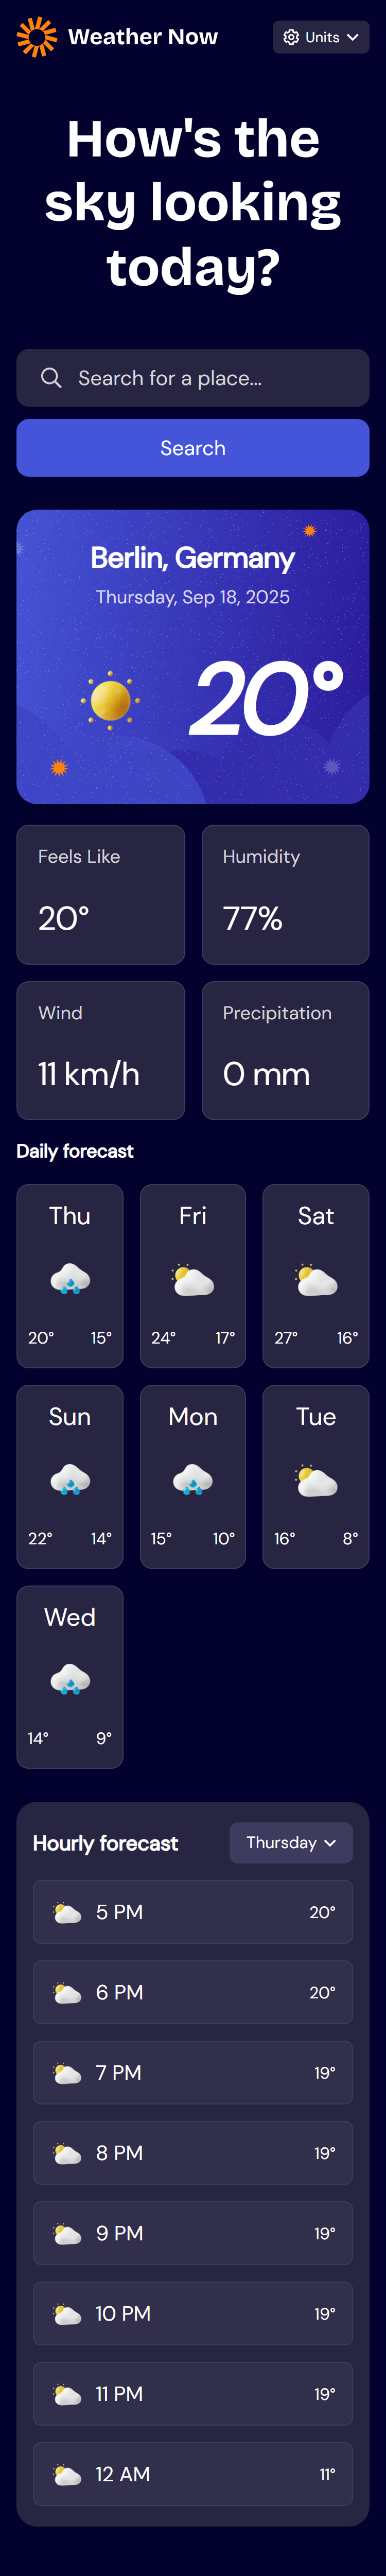 Weather Now
Units
How's the
sky looking
today?
Search for a place...
Search
Berlin, Germany
Thursday, Sep 18, 2025
20°
Feels Like
Humidity
20°
77%
Wind
Precipitation
11 km/h
0 mm
Daily forecast
Thu
Fri
Sat
20° 15°
24° 17°
27° 16°
Sun
Mon
Tue
22° 14°
15° 10°
16° 8°
Wed
14° 9°
Hourly forecast
Thursday
5 PM 20°
6 PM 20°
7 PM 19°
8 PM 19°
9 PM 19°
10 PM 19°
11 PM 19°
12 AM 11°